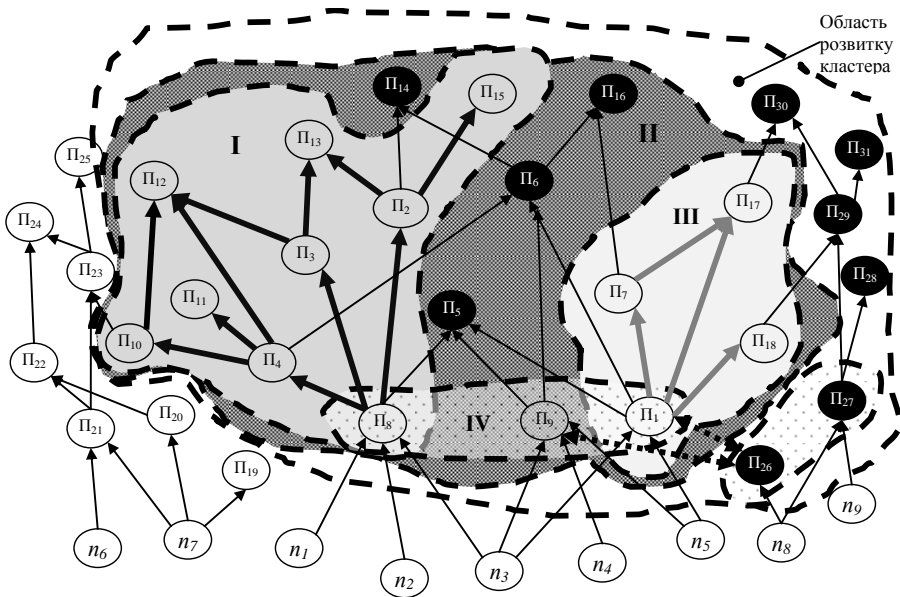 Область
розвитку
кластера
П₁₄
П₁₅
П₁₆
П₃₀
I
П₁₃
II
П₃₁
П₂₅
П₁₂
П₆
П₂
III
П₁₇
П₂₉
П₂₄
П₂₃
П₃
П₁₁
П₇
П₂₈
П₅
П₁₀
П₄
П₁₈
П₂₂
П₂₀
П₂₁
П₈
IV
П₉
П₁
П₂₇
П₁₉
П₂₆
n₆
n₇
n₁
n₂
n₃
n₄
n₅
n₈
n₉